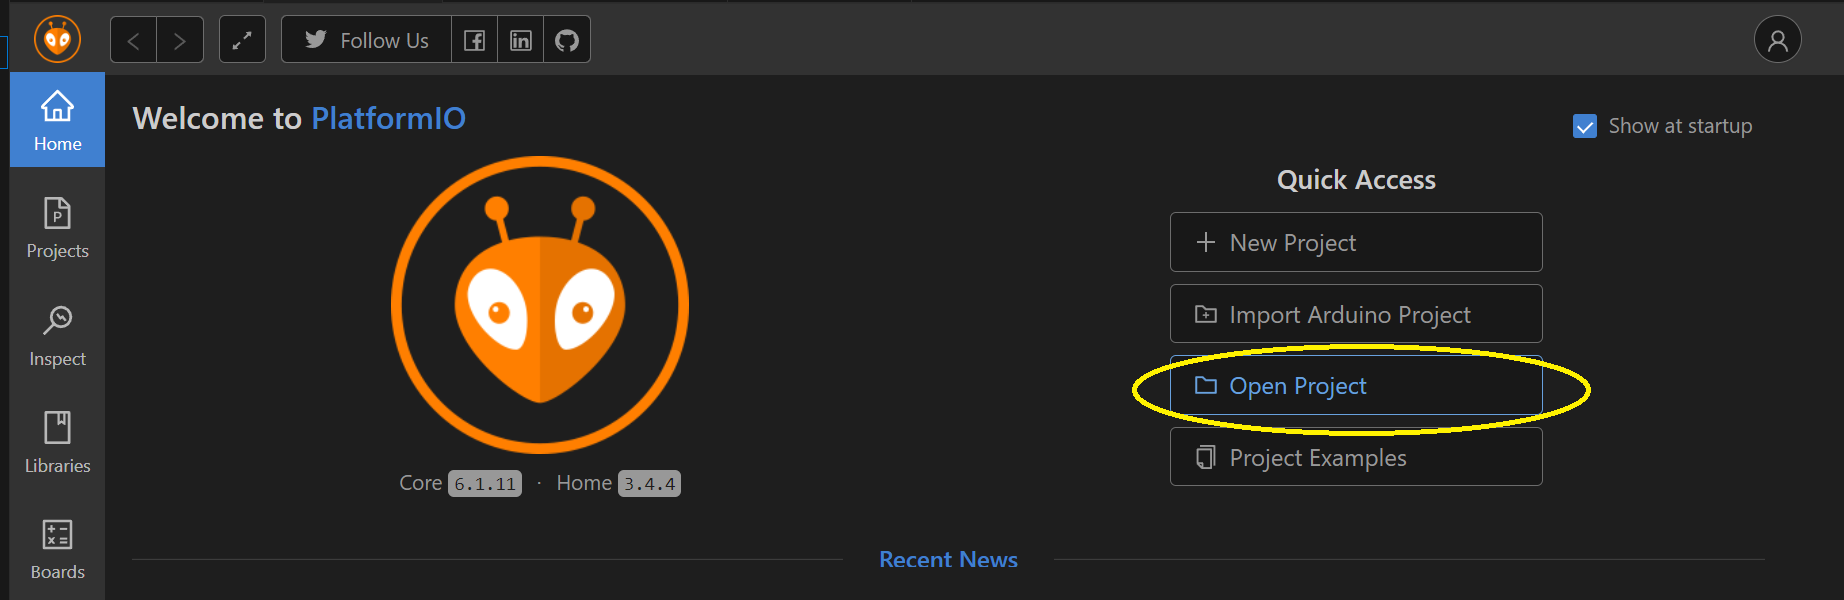 Follow Us
Home
Projects
Inspect
Libraries
Boards
Welcome to PlatformIO
Show at startup
Core 6.1.11 · Home 3.4.4
Quick Access
New Project
Import Arduino Project
Open Project
Project Examples
Recent News